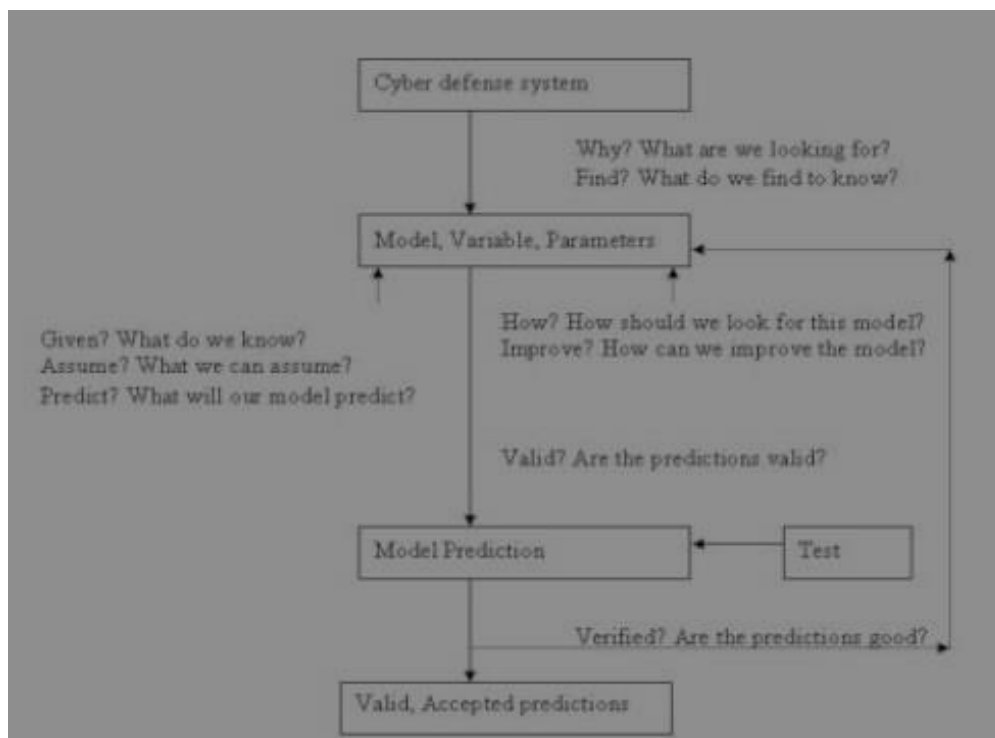 Cyber defense system
Why? What are we looking for?
Find? What do we find to know?
Model, Variable, Parameters
Given? What do we know?
Assume? What we can assume?
Predict? What will our model predict?
How? How should we look for this model?
Improve? How can we improve the model?
Valid? Are the predictions valid?
Model Prediction
Test
Verified? Are the predictions good?
Valid, Accepted predictions